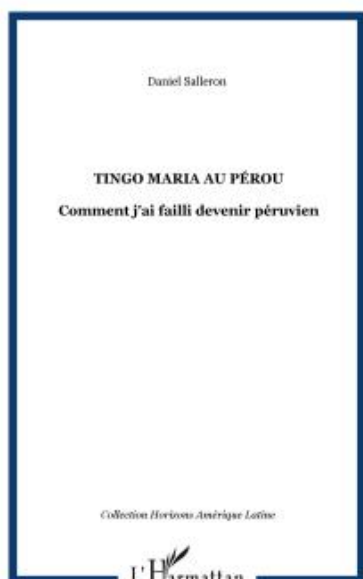 Daniel Salleron
TINGO MARIA AU PÉROU
Comment j'ai failli devenir péruvien
Collection Horizons Amérique Latine
L'Harmattan